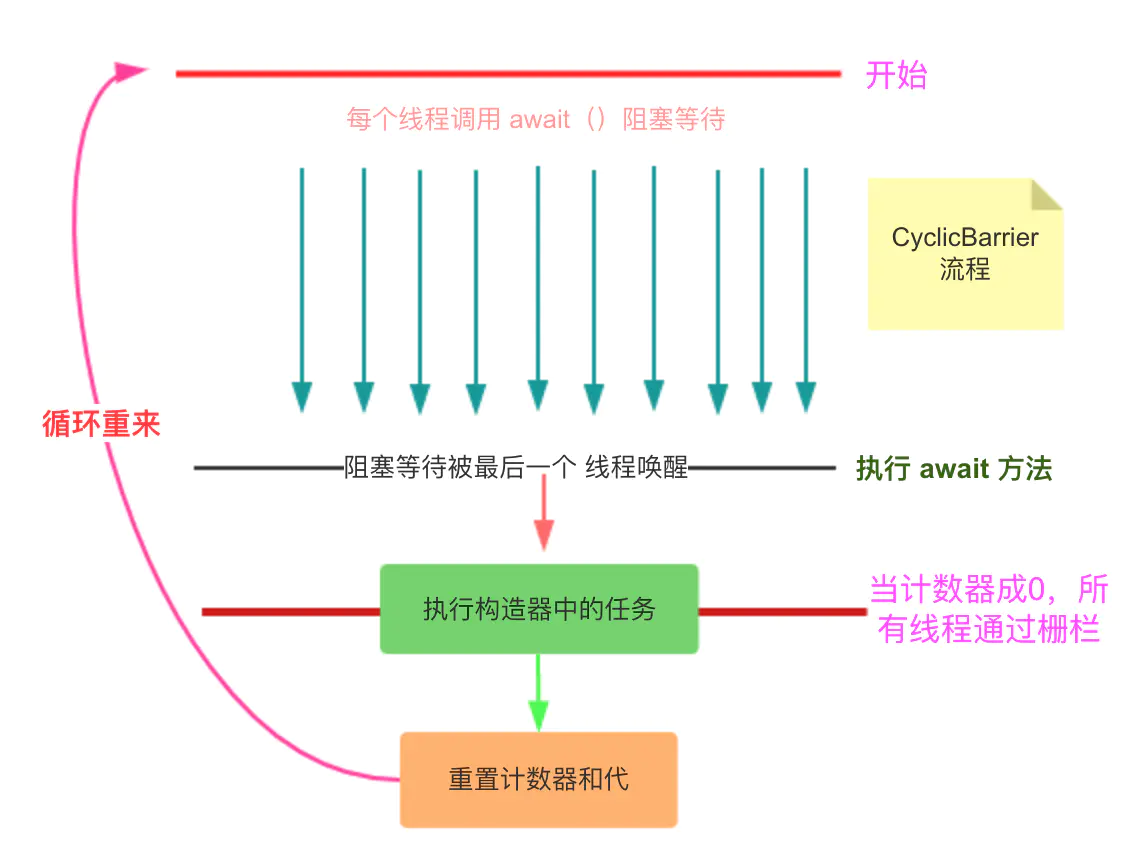 开始
每个线程调用 await（）阻塞等待
CyclicBarrier
流程
循环重来
阻塞等待被最后一个 线程唤醒
执行 await 方法
执行构造器中的任务
当计数器成0，所
有线程通过栅栏
重置计数器和代